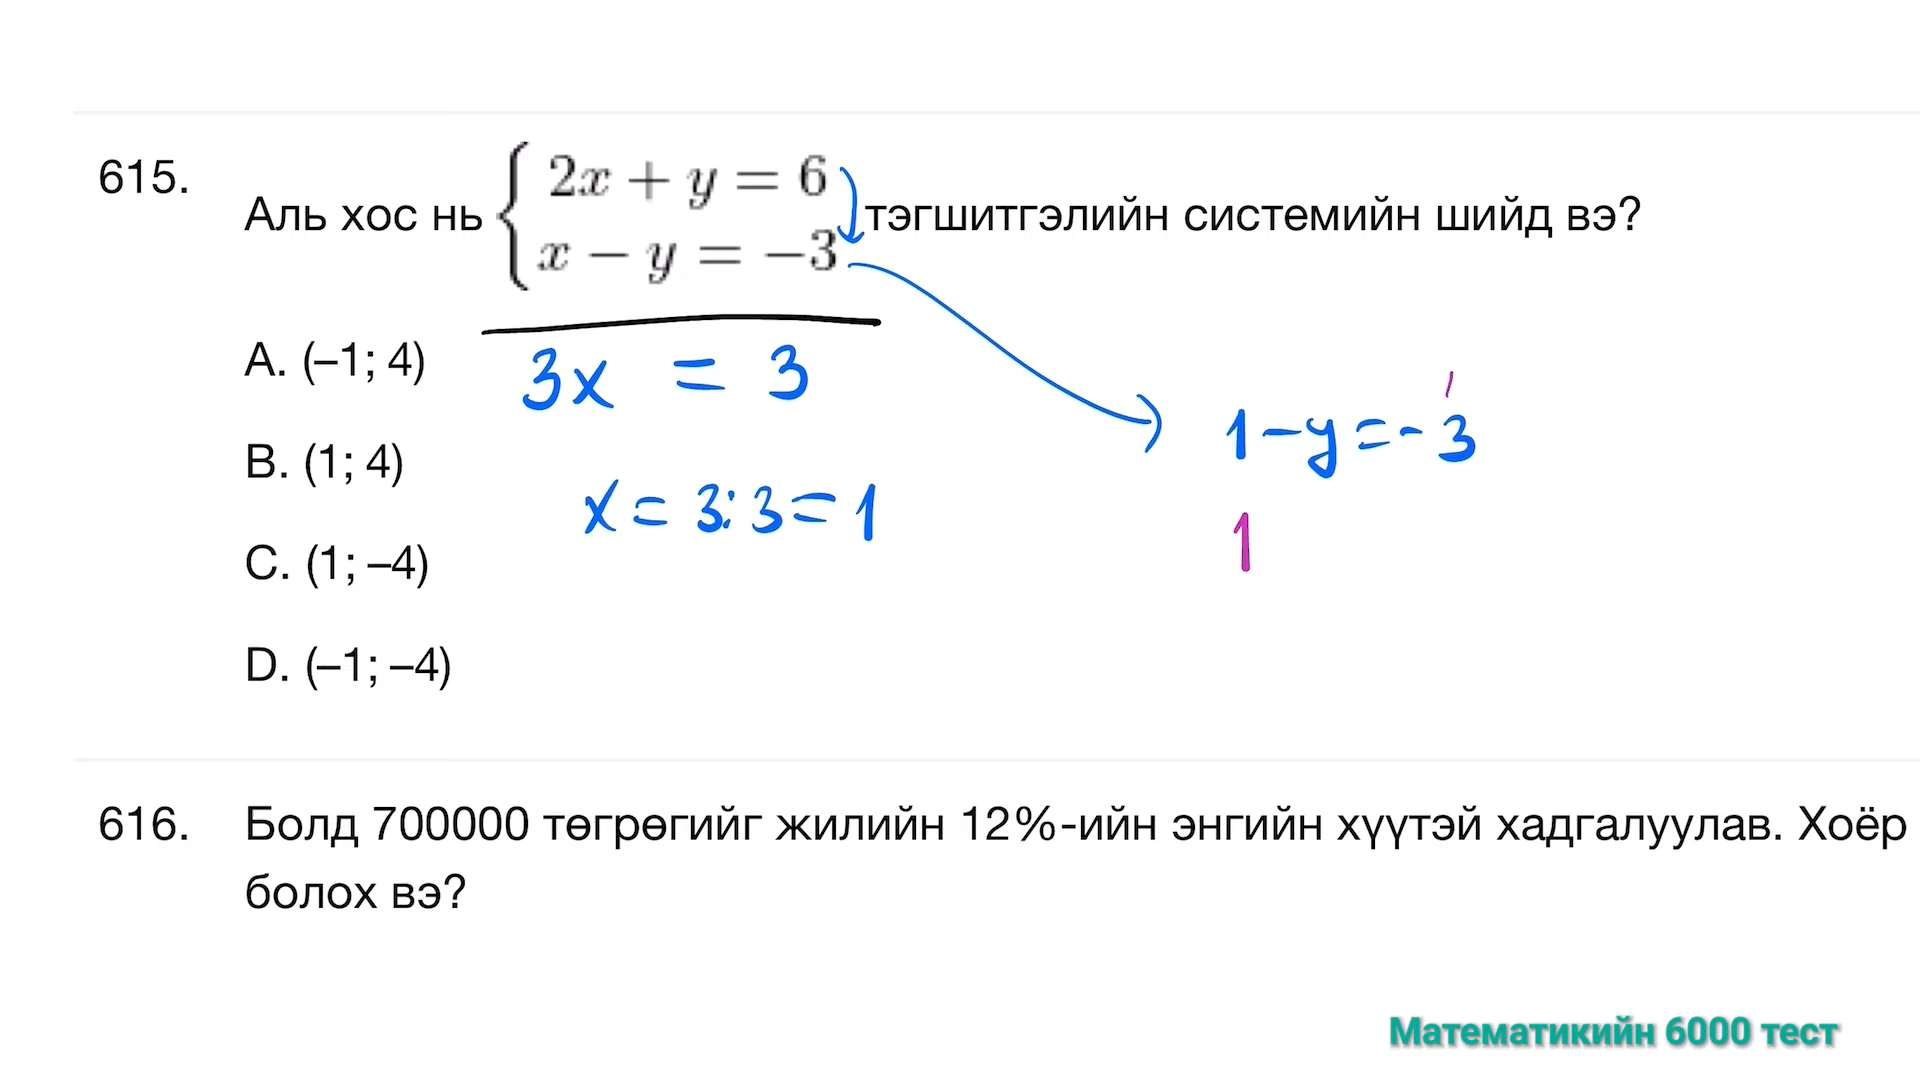 615.
Аль хос нь { 2x + y = 6
x − y = −3 тэгшитгэлийн системийн шийд вэ?
A. (–1; 4)
3x = 3
1 - y = - 3
B. (1; 4)
x = 3 : 3 = 1
1
C. (1; –4)
D. (–1; –4)
616. Болд 700000 төгрөгийг жилийн 12%-ийн энгийн хүүтэй хадгалуулав. Хоёр
болох вэ?
Математикийн 6000 тест